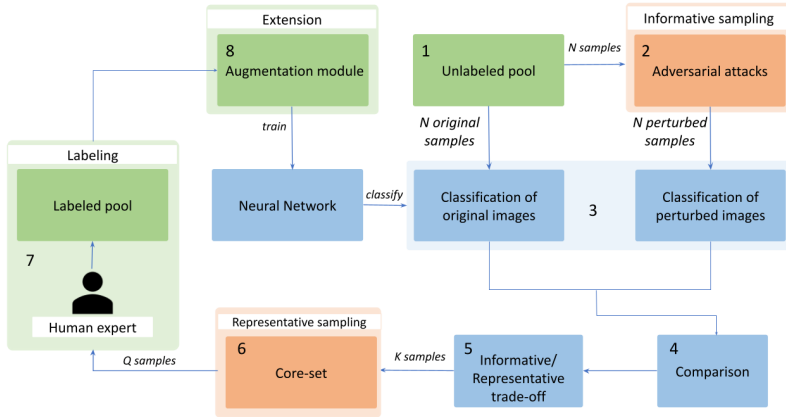 Extension
8
Augmentation module
1
Unlabeled pool
N samples
Informative sampling
2
Adversarial attacks
train
N original
samples
N perturbed
samples
Labeling
Labeled pool
7
Human expert
Neural Network
classify
Classification of
original images
3
Classification of
perturbed images
Q samples
Representative sampling
6
Core-set
K samples
5
Informative/
Representative
trade-off
4
Comparison